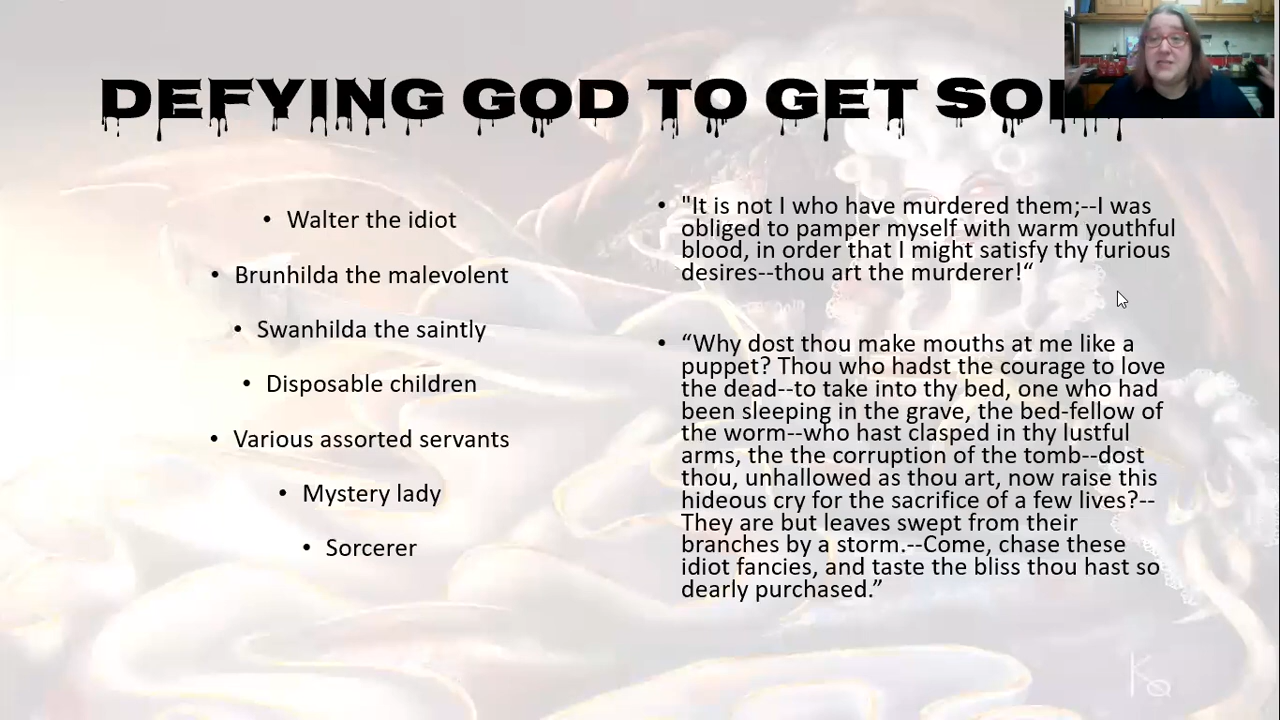 DEFYING GOD TO GET
• Walter the idiot
• Brunhilda the malevolent
• Swanhilda the saintly
• Disposable children
• Various assorted servants
• Mystery lady
• Sorcerer
• "It is not I who have murdered them;--I was
obliged to pamper myself with warm youthful
blood, in order that I might satisfy thy furious
desires--thou art the murderer!“
• “Why dost thou make mouths at me like a
puppet? Thou who hadst the courage to love
the dead--to take into thy bed, one who had
been sleeping in the grave, the bed-fellow of
the worm--who hast clasped in thy lustful
arms, the the corruption of the tomb--dost
thou, unhallowed as thou art, now raise this
hideous cry for the sacrifice of a few lives?--
They are but leaves swept from their
branches by a storm.--Come, chase these
idiot fancies, and taste the bliss thou hast so
dearly purchased.”